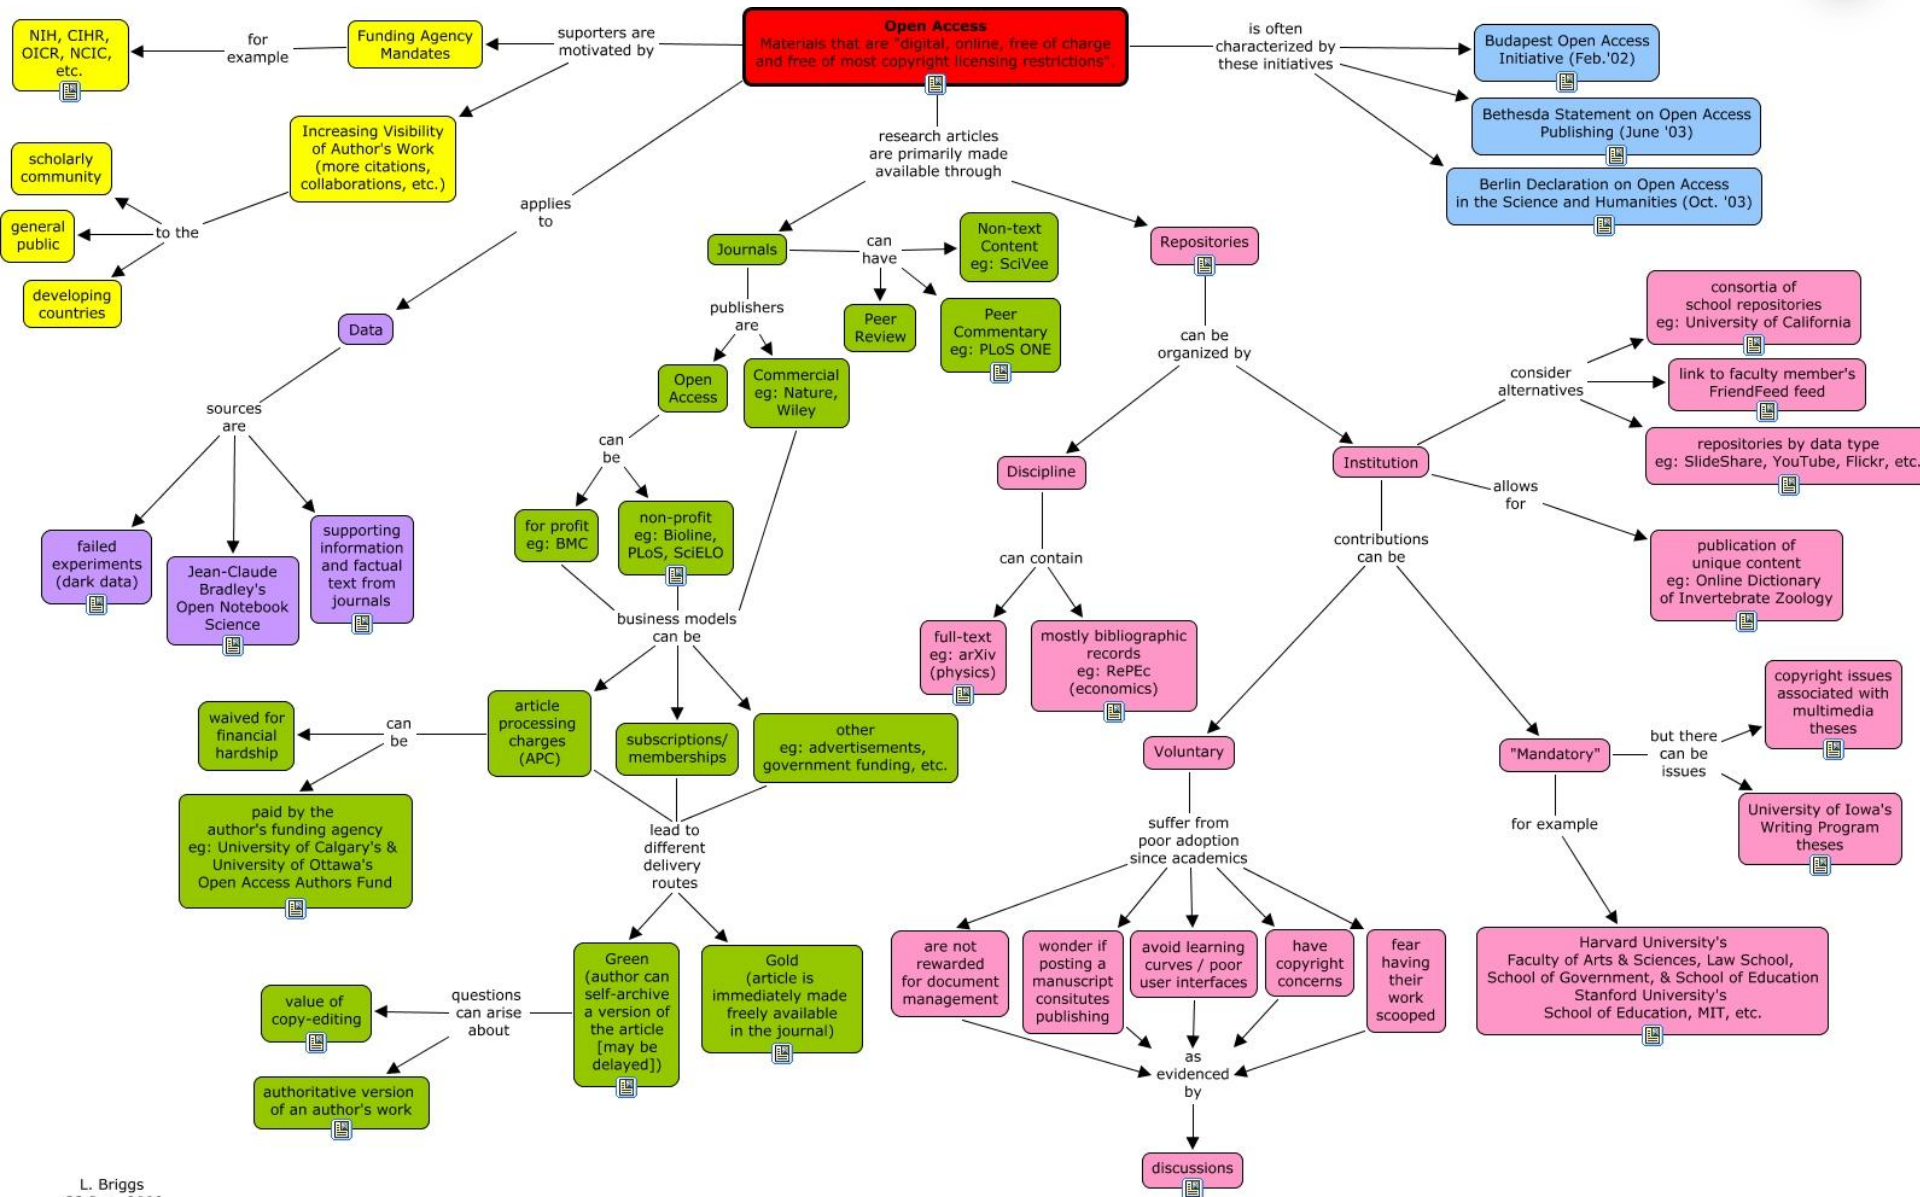 Open Access
Materials that are "digital, online, free of charge
and free of most copyright licensing restrictions".
suporters are
motivated by
Funding Agency
Mandates
for
example
NIH, CIHR,
OICR, NCIC,
etc.
Increasing Visibility
of Author's Work
(more citations,
collaborations, etc.)
to the
scholarly
community
general
public
developing
countries
is often
characterized by
these initiatives
Budapest Open Access
Initiative (Feb.'02)
Bethesda Statement on Open Access
Publishing (June '03)
Berlin Declaration on Open Access
in the Science and Humanities (Oct. '03)
applies
to
Data
sources
are
failed
experiments
(dark data)
Jean-Claude
Bradley's
Open Notebook
Science
supporting
information
and factual
text from
journals
research articles
are primarily made
available through
Journals
can
have
Non-text
Content
eg: SciVee
Peer
Review
Peer
Commentary
eg: PLoS ONE
publishers
are
Open
Access
Commercial
eg: Nature,
Wiley
can
be
for profit
eg: BMC
non-profit
eg: Bioline,
PLoS, SciELO
business models
can be
article
processing
charges
(APC)
subscriptions/
memberships
other
eg: advertisements,
government funding, etc.
can
be
waived for
financial
hardship
paid by the
author's funding agency
eg: University of Calgary's &
University of Ottawa's
Open Access Authors Fund
lead to
different
delivery
routes
Green
(author can
self-archive
a version of
the article
[may be
delayed])
Gold
(article is
immediately made
freely available
in the journal)
questions
can arise
about
value of
copy-editing
authoritative version
of an author's work
Repositories
can be
organized by
Discipline
can contain
full-text
eg: arXiv
(physics)
mostly bibliographic
records
eg: RePEc
(economics)
Institution
consider
alternatives
consortia of
school repositories
eg: University of California
link to faculty member's
FriendFeed feed
repositories by data type
eg: SlideShare, YouTube, Flickr, etc.
allows
for
publication of
unique content
eg: Online Dictionary
of Invertebrate Zoology
contributions
can be
Voluntary
suffer from
poor adoption
since academics
are not
rewarded
for document
management
wonder if
posting a
manuscript
consitutes
publishing
avoid learning
curves / poor
user interfaces
have
copyright
concerns
fear
having
their
work
scooped
as
evidenced
by
discussions
"Mandatory"
but there
can be
issues
copyright issues
associated with
multimedia
theses
University of Iowa's
Writing Program
theses
for example
Harvard University's
Faculty of Arts & Sciences, Law School,
School of Government, & School of Education
Stanford University's
School of Education, MIT, etc.
L. Briggs